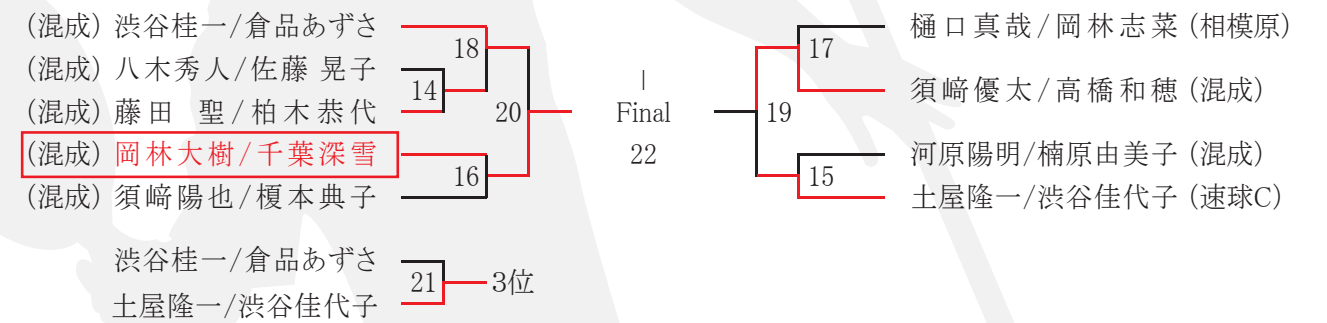 (混成) 渋谷桂一/倉品あずさ
(混成) 八木秀人/佐藤 晃子
(混成) 藤田 聖/柏木恭代
(混成) 岡林大樹/千葉深雪
(混成) 須﨑陽也/榎本典子
18
14
20
16
|
Final
22
17
19
15
樋口真哉/岡林志菜 (相模原)
須﨑優太/高橋和穂 (混成)
河原陽明/楠原由美子 (混成)
土屋隆一/渋谷佳代子 (速球C)
渋谷桂一/倉品あずさ
土屋隆一/渋谷佳代子
21
3位